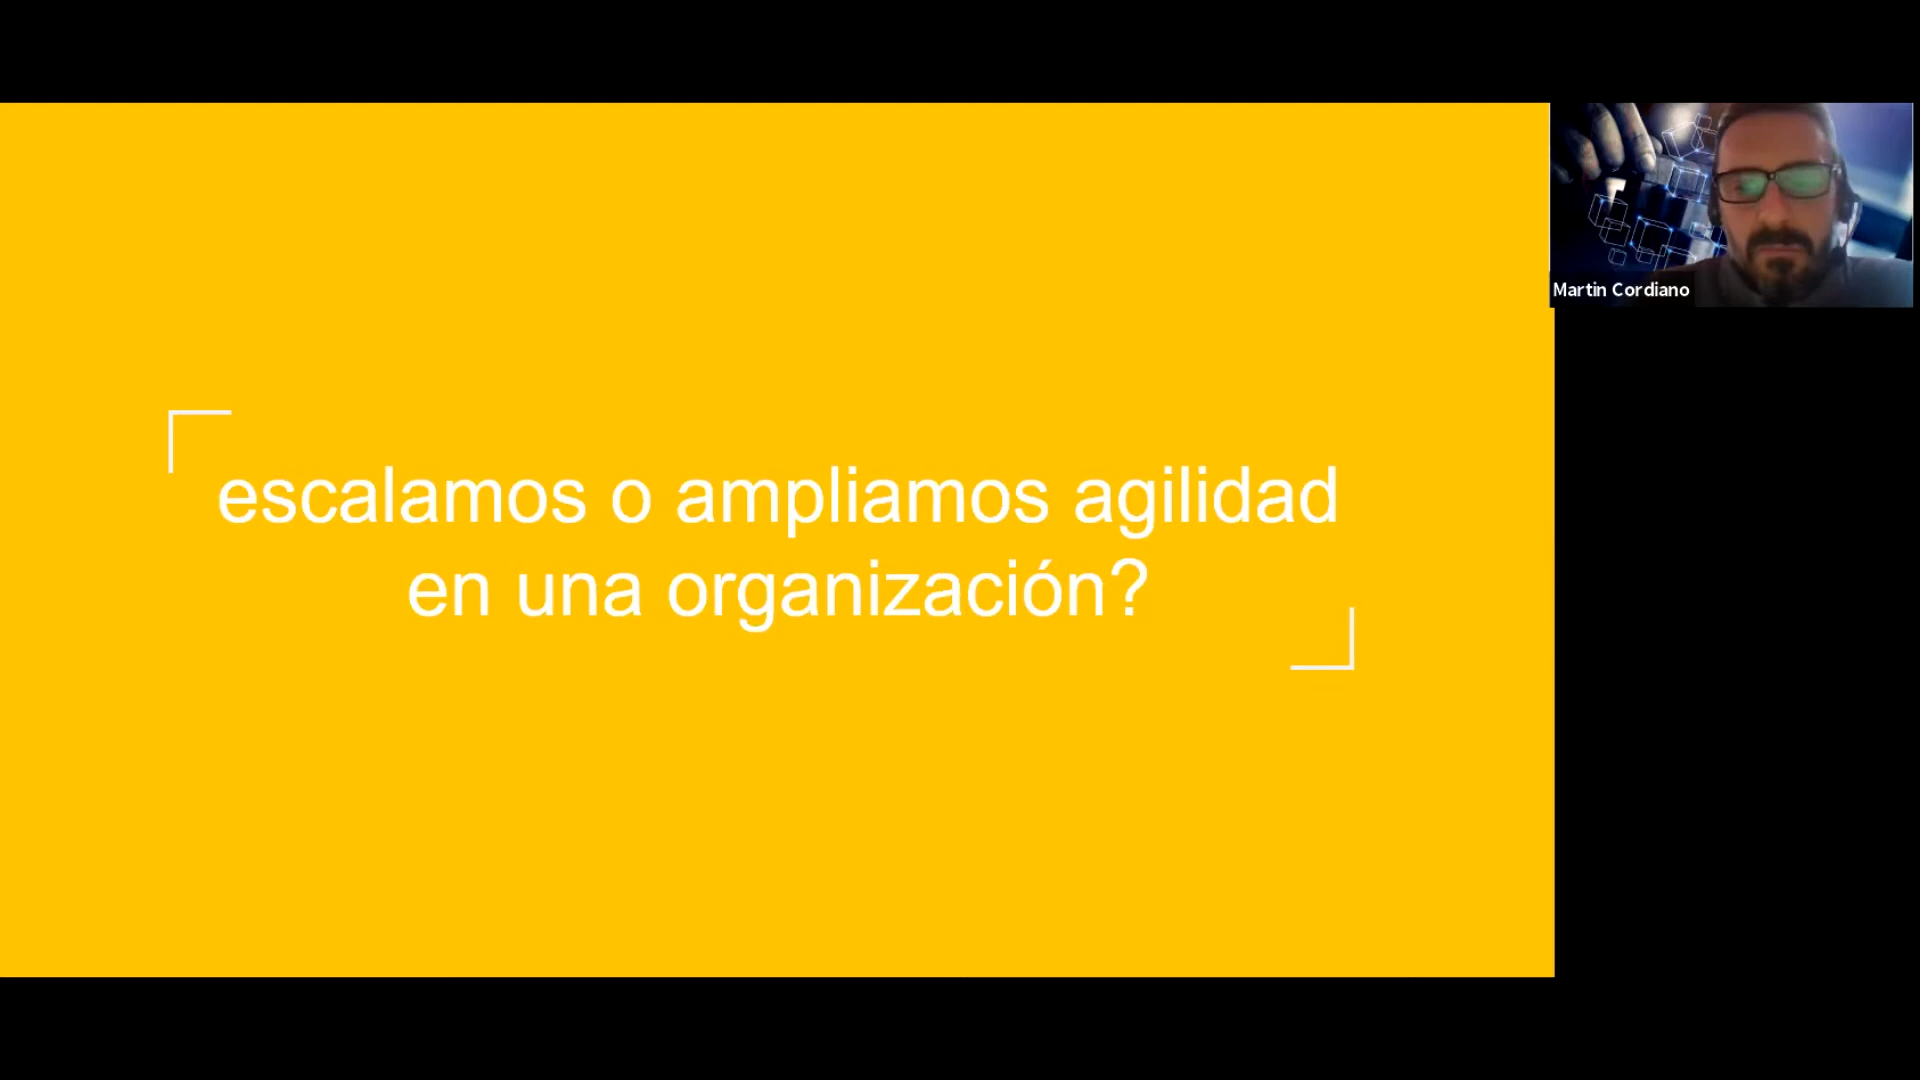 escalamos o ampliamos agilidad
en una organización?
Martin Cordiano